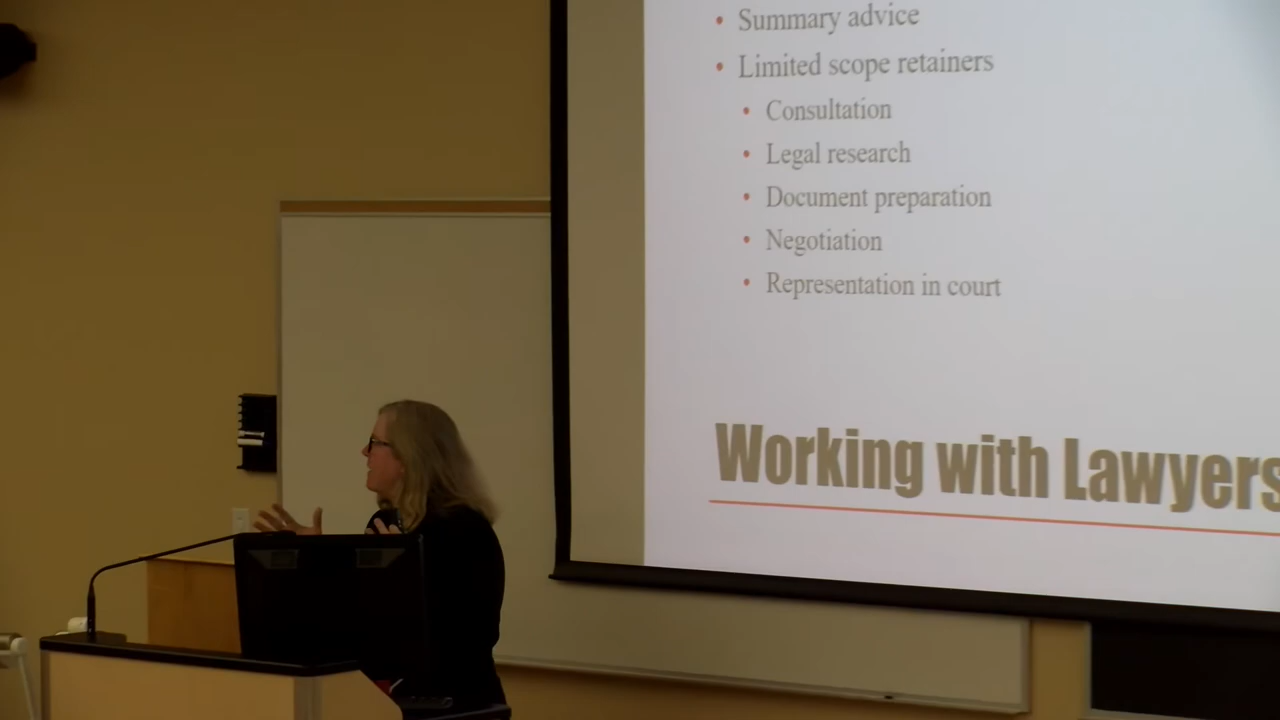 Summary advice
Limited scope retainers
Consultation
Legal research
Document preparation
Negotiation
Representation in court
Working with Lawyers